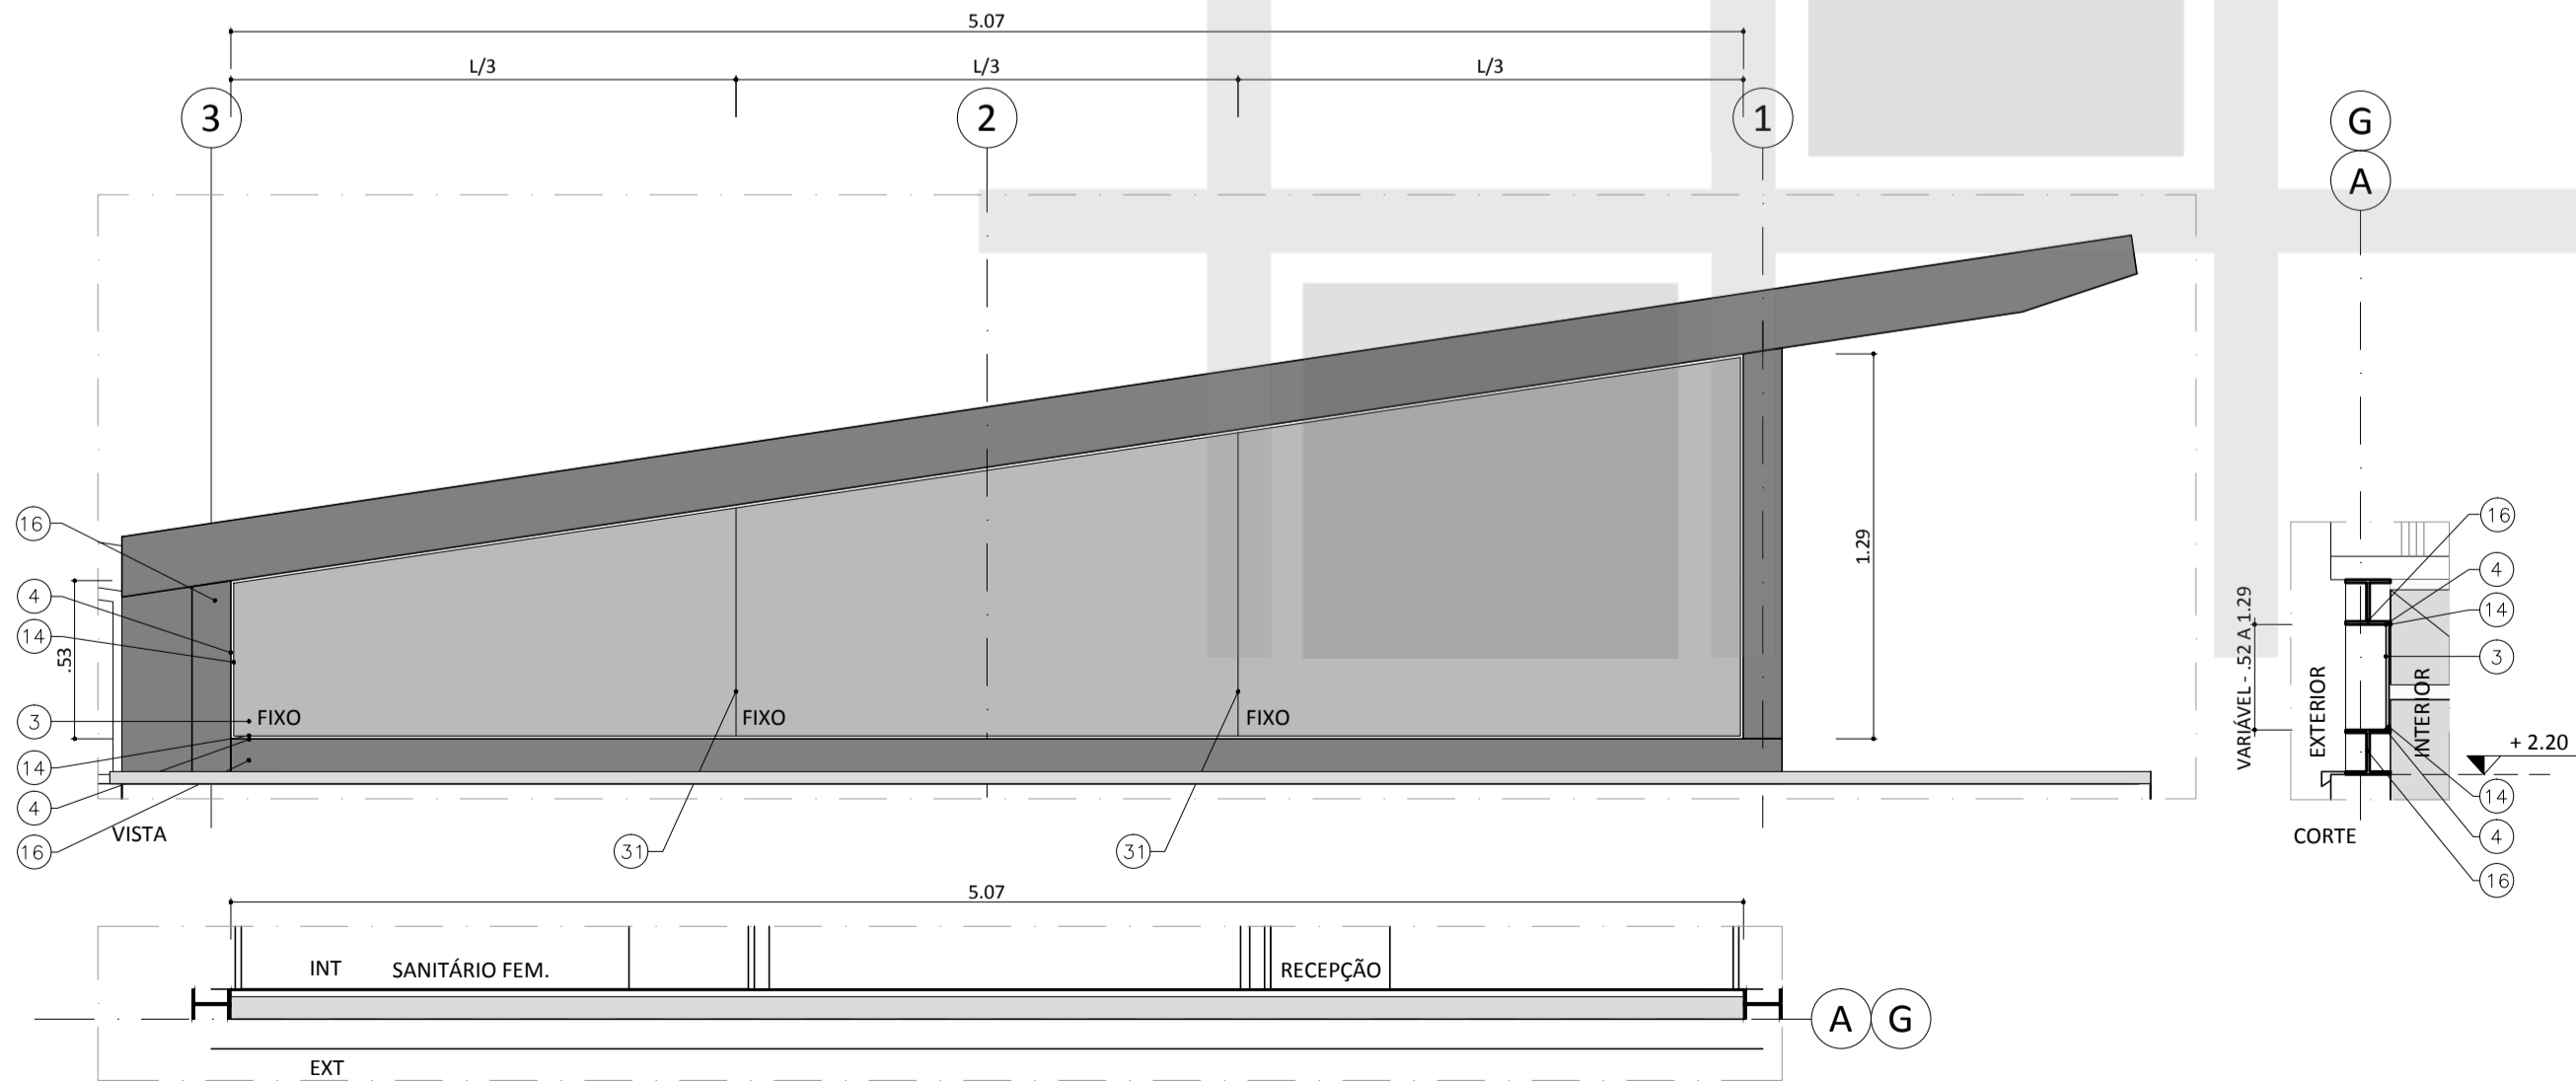 5.07
L/3 L/3 L/3
3 2 1
G
A
16
4
14
.53
3
14
4
16
FIXO FIXO FIXO
1.29
31 31
VISTA
16
4
14
3
VARIÁVEL - .52 A 1.29
EXTERIOR
INTERIOR
+ 2.20
14
4
16
CORTE
5.07
INT SANITÁRIO FEM. RECEPÇÃO
A G
EXT